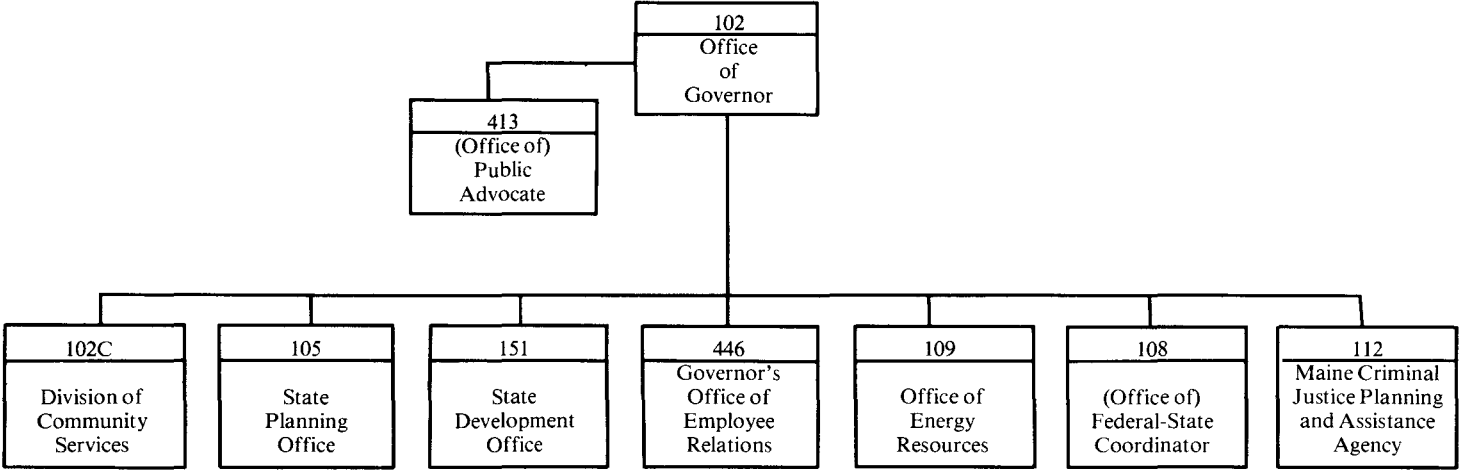 102
Office
of
Governor
413
(Office of)
Public
Advocate
102C
Division of
Community
Services
105
State
Planning
Office
151
State
Development
Office
446
Governor's
Office of
Employee
Relations
109
Office of
Energy
Resources
108
(Office of)
Federal-State
Coordinator
112
Maine Criminal
Justice Planning
and Assistance
Agency